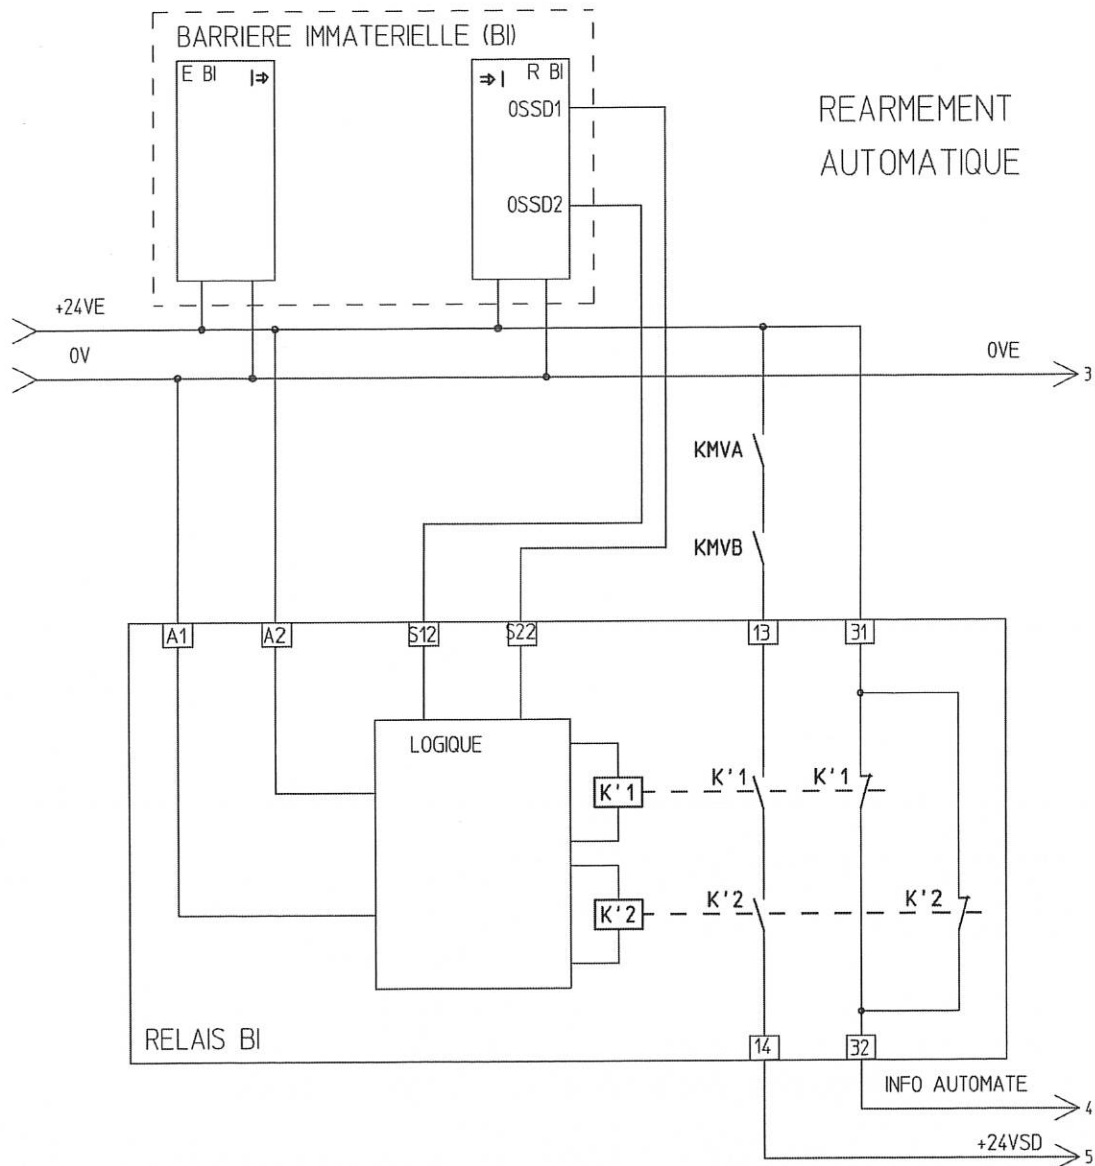 BARRIERE IMMATERIELLE (BI)
E BI
R BI
OSSD1
OSSD2
REARMEMENT
AUTOMATIQUE
+24VE
0V
0VE
3
KMVA
KMVB
A1
A2
S12
S22
13
31
LOGIQUE
K'1
K'1
K'1
K'2
K'2
K'2
RELAIS BI
14
32
INFO AUTOMATE
4
+24VSD
5